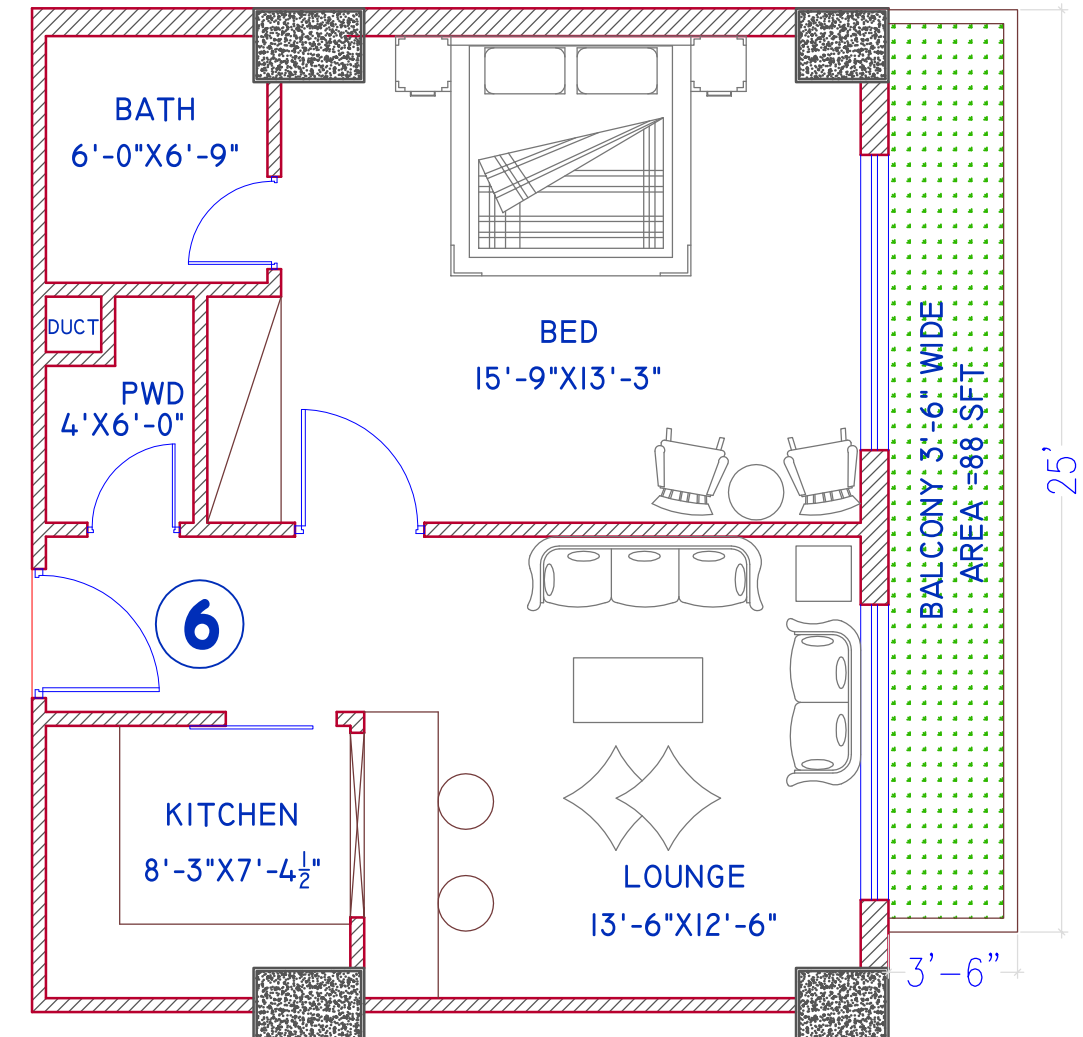 BATH
6'-0"X6'-9"
DUCT
PWD
4'X6'-0"
BED
15'-9"X13'-3"
BALCONY 3'-6" WIDE
AREA =88 SFT
25'
6
KITCHEN
8'-3"X7'-4½"
LOUNGE
13'-6"X12'-6"
3'-6"